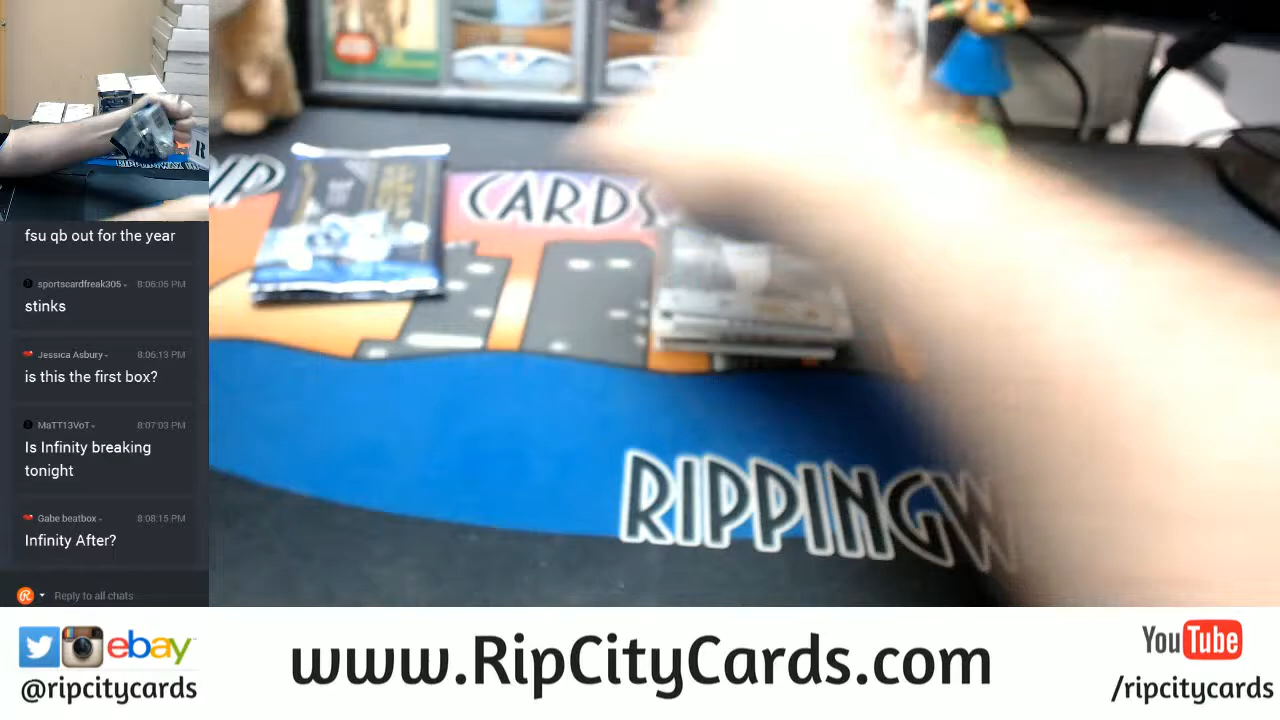 fsu qb out for the year
sportscardfreak305
8:06:05 PM
stinks
Jessica Asbury
8:06:13 PM
is this the first box?
MaTT13VoT
8:07:03 PM
Is Infinity breaking
tonight
Gabe beatbox
8:08:15 PM
Infinity After?
Reply to all chats
CARDS
RIPPINGW
ebay
@ripcitycards
www.RipCityCards.com
YouTube
/ripcitycards